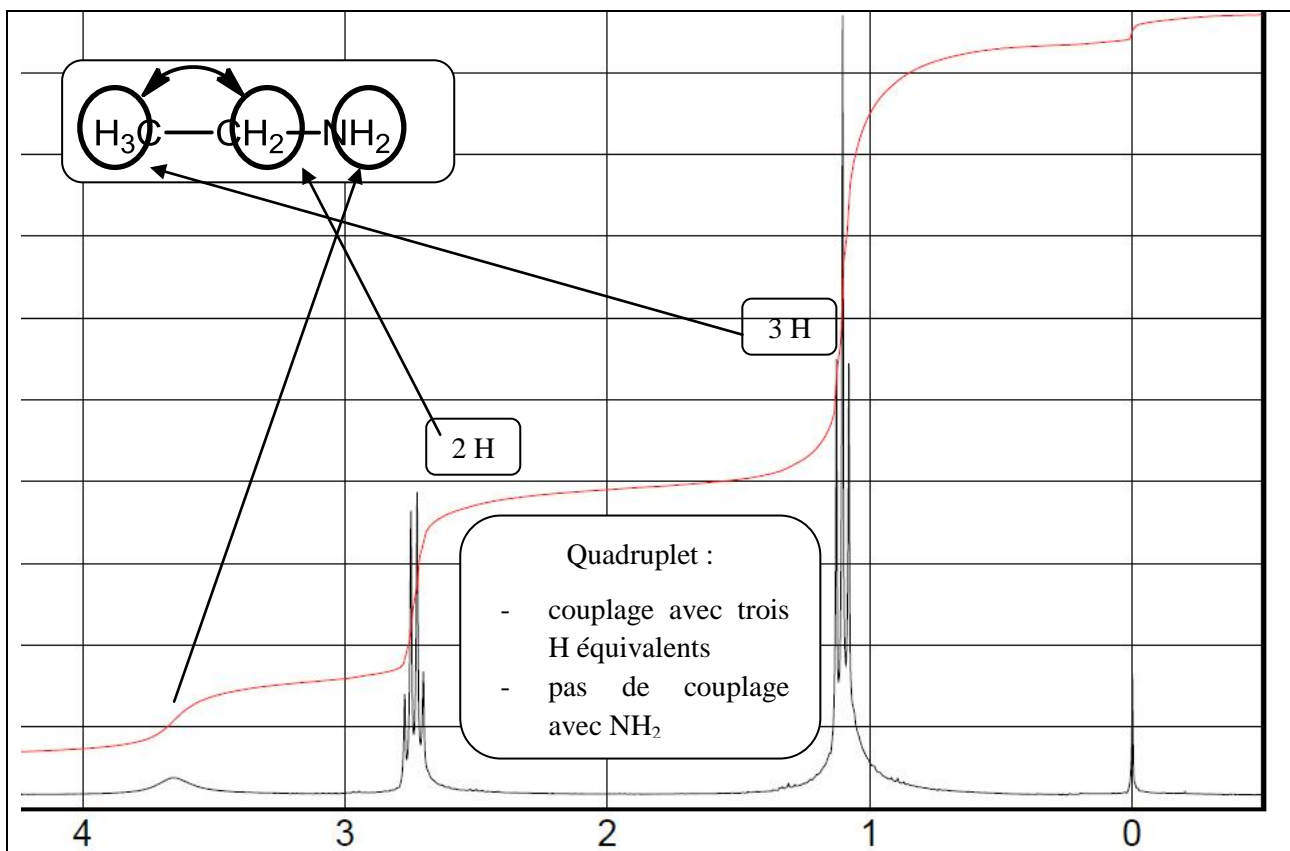 H₃C—CH₂—NH₂
3 H
2 H
Quadruplet :
- couplage avec trois
H équivalents
- pas de couplage
avec NH₂
4 3 2 1 0